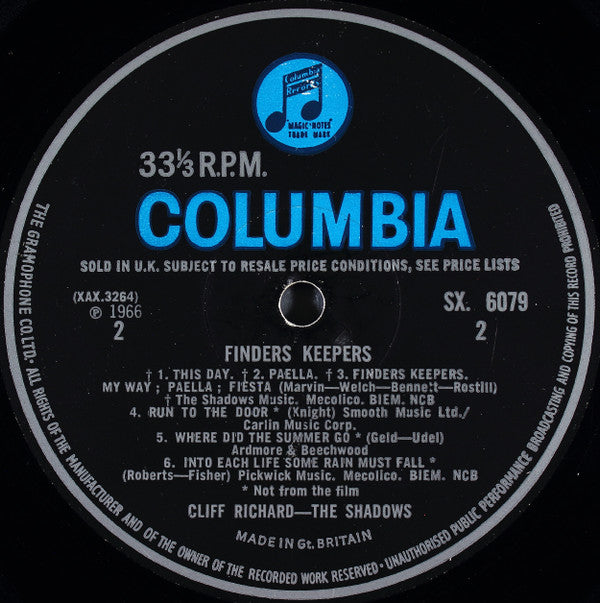 Columbia
Records
"MAGIC NOTES"
TRADE MARK
33⅓ R.P.M.
COLUMBIA
SOLD IN U.K. SUBJECT TO RESALE PRICE CONDITIONS, SEE PRICE LISTS
(XAX.3264)
℗ 1966
2
SX. 6079
2
FINDERS KEEPERS
† 1. THIS DAY. † 2. PAELLA. † 3. FINDERS KEEPERS.
MY WAY ; PAELLA ; FIESTA (Marvin—Welch—Bennett—Rostill)
† The Shadows Music. Mecolico. BIEM. NCB
4. RUN TO THE DOOR * (Knight) Smooth Music Ltd./
Carlin Music Corp.
5. WHERE DID THE SUMMER GO * (Geld—Udel)
Ardmore & Beechwood
6. INTO EACH LIFE SOME RAIN MUST FALL *
(Roberts—Fisher) Pickwick Music. Mecolico. BIEM. NCB
* Not from the film
CLIFF RICHARD—THE SHADOWS
MADE IN Gt. BRITAIN
THE GRAMOPHONE CO. LTD. · ALL RIGHTS OF THE MANUFACTURER AND OF THE OWNER OF THE RECORDED WORK RESERVED · UNAUTHORISED PUBLIC PERFORMANCE BROADCASTING AND COPYING OF THIS RECORD PROHIBITED